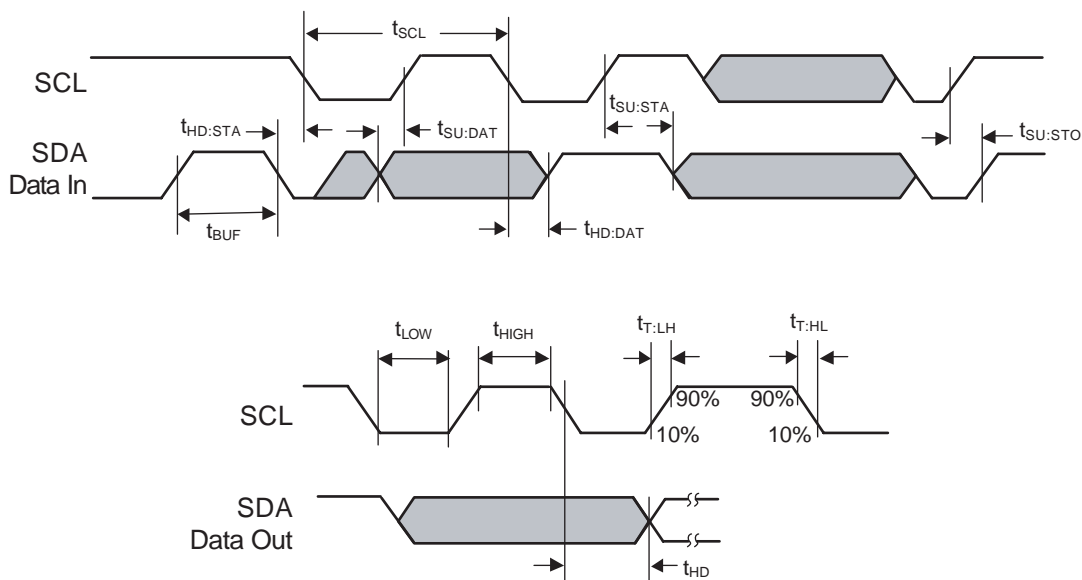 tSCL
SCL
tSU:STA
tHD:STA
tSU:DAT
tSU:STO
SDA
Data In
tBUF
tHD:DAT
tLOW
tHIGH
tT:LH
tT:HL
90%
90%
SCL
10%
10%
SDA
Data Out
tHD